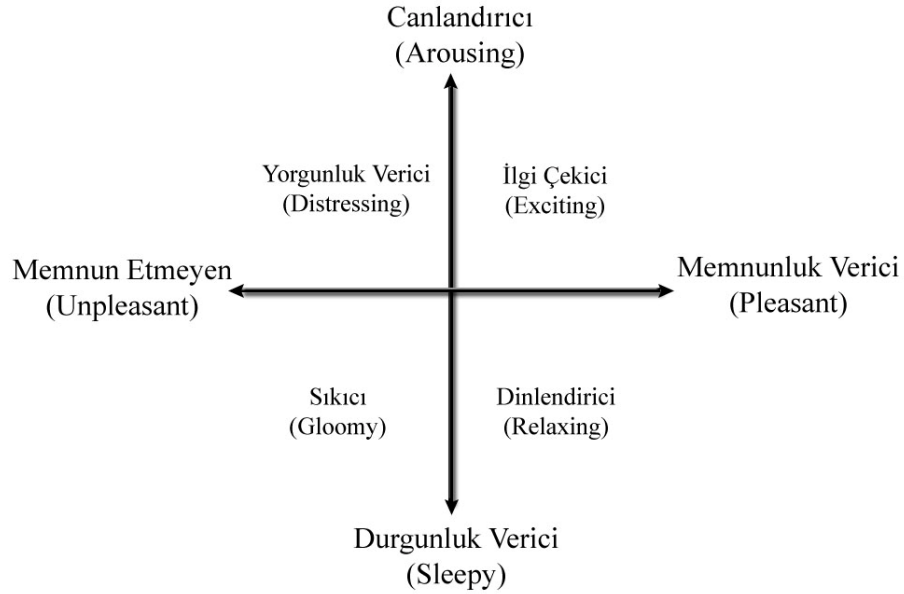 Canlandırıcı
(Arousing)
Yorgunluk Verici
(Distressing)
İlgi Çekici
(Exciting)
Memnun Etmeyen
(Unpleasant)
Memnunluk Verici
(Pleasant)
Sıkıcı
(Gloomy)
Dinlendirici
(Relaxing)
Durgunluk Verici
(Sleepy)